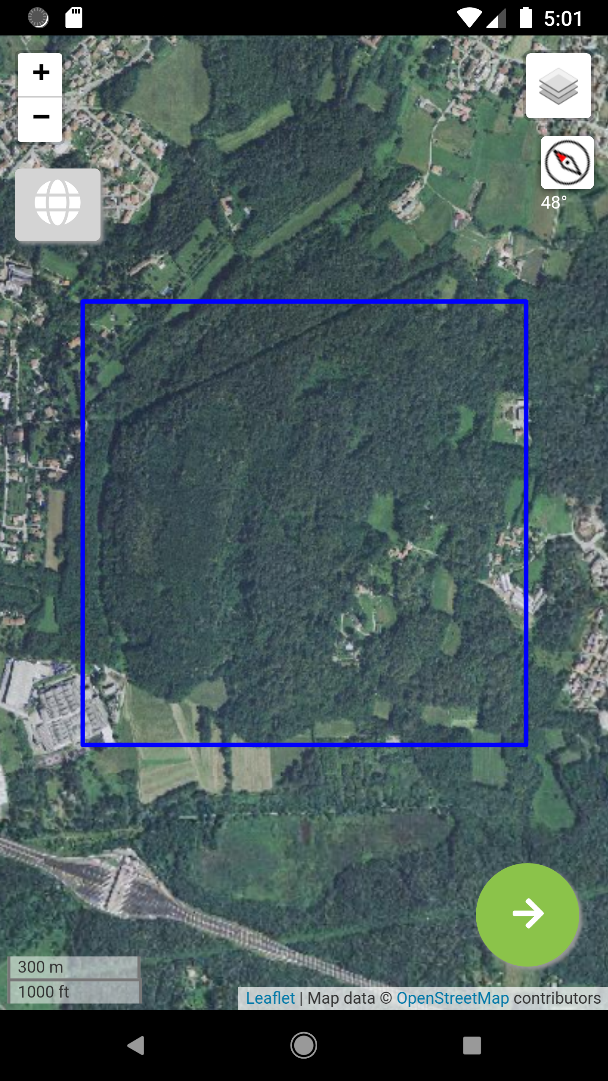 5:01
+
−
48°
300 m
1000 ft
Leaflet | Map data © OpenStreetMap contributors